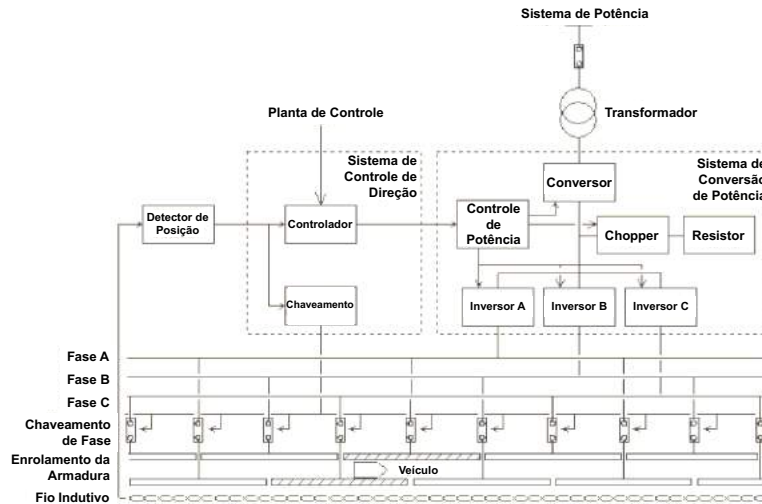 Sistema de Potência
Transformador
Planta de Controle
Sistema de
Controle de
Direção
Sistema de
Conversão
de Potência
Conversor
Detector de
Posição
Controlador
Controle
de
Potência
Chopper
Resistor
Chaveamento
Inversor A
Inversor B
Inversor C
Fase A
Fase B
Fase C
Chaveamento
de Fase
Enrolamento da
Armadura
Veículo
Fio Indutivo